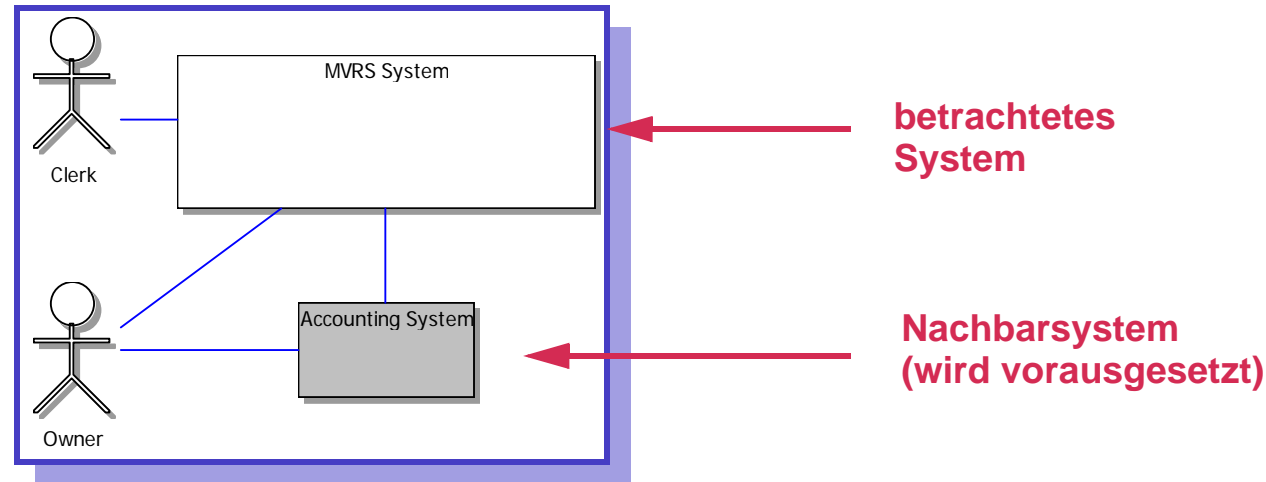 MVRS System
betrachtetes
System
Clerk
Accounting System
Nachbarsystem
(wird vorausgesetzt)
Owner